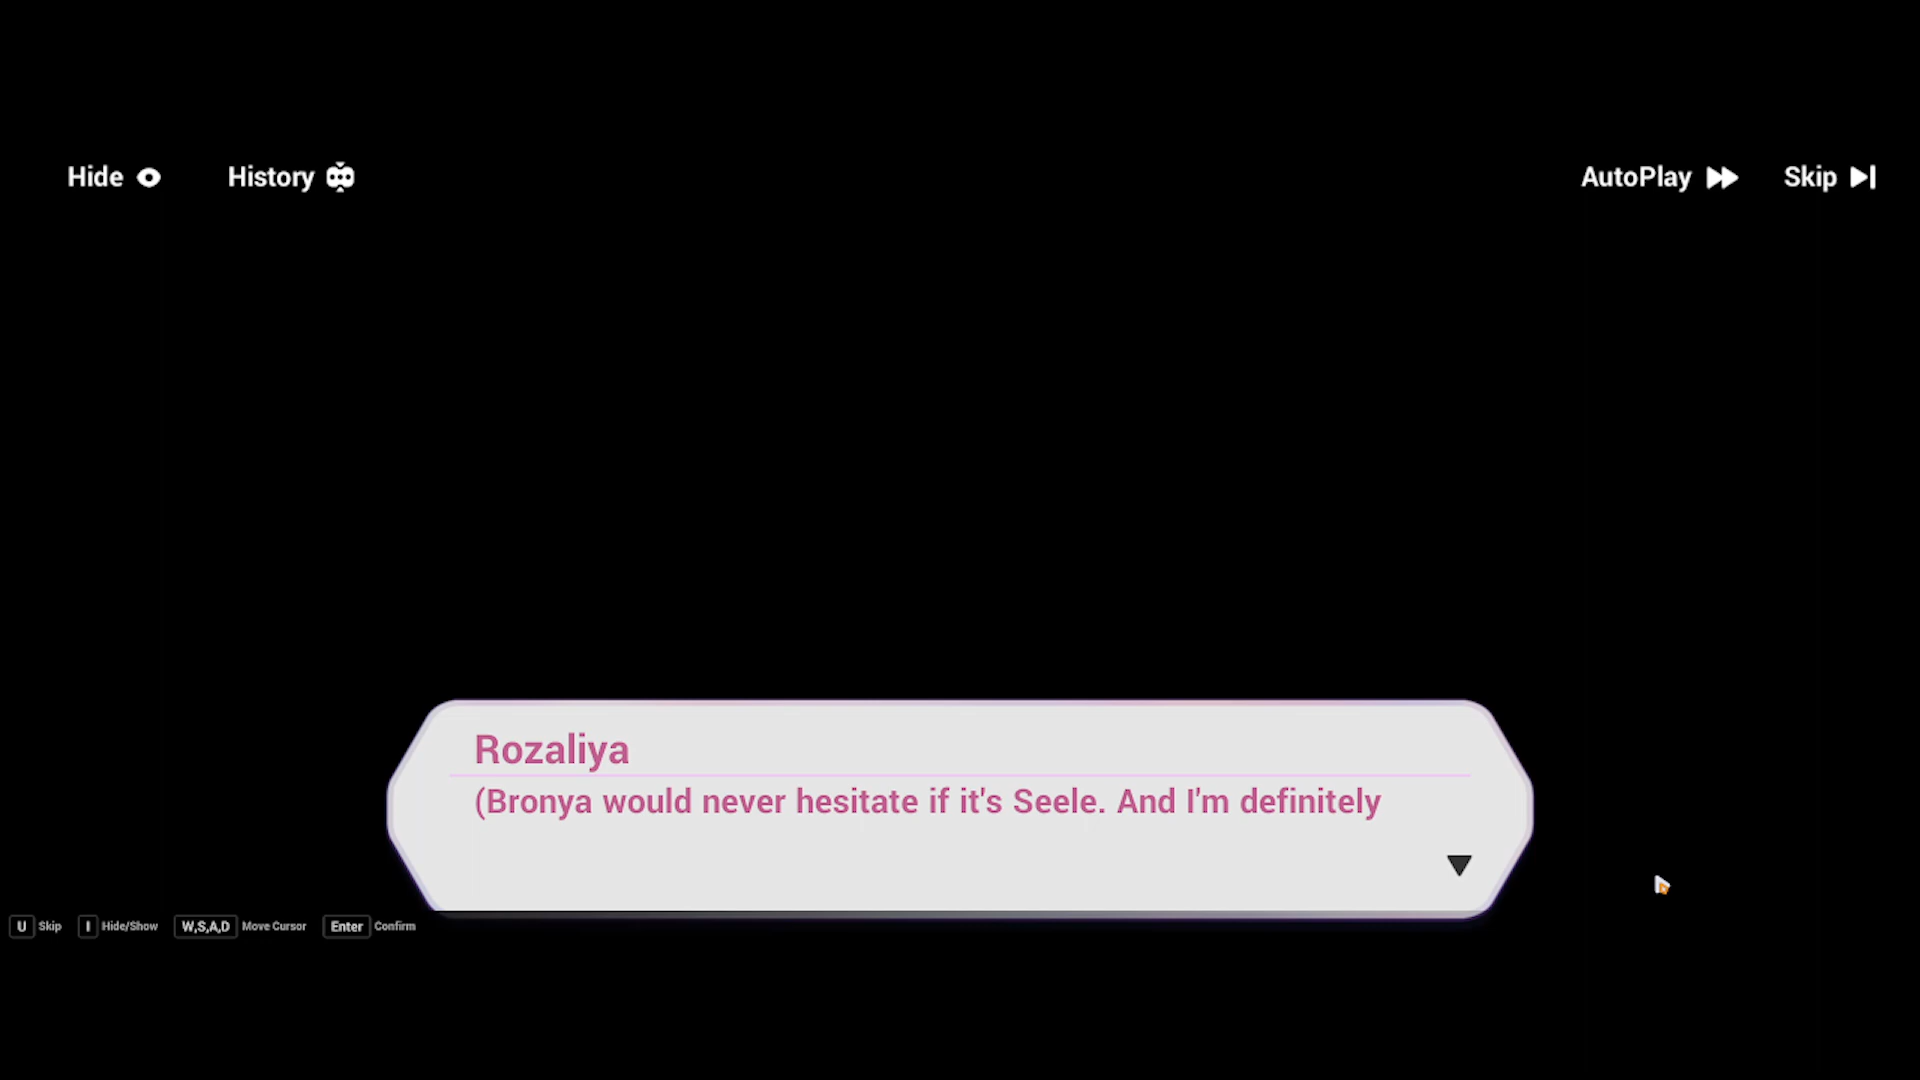 Hide
History
AutoPlay
Skip
Rozaliya
(Bronya would never hesitate if it's Seele. And I'm definitely
U Skip I Hide/Show W,S,A,D Move Cursor Enter Confirm